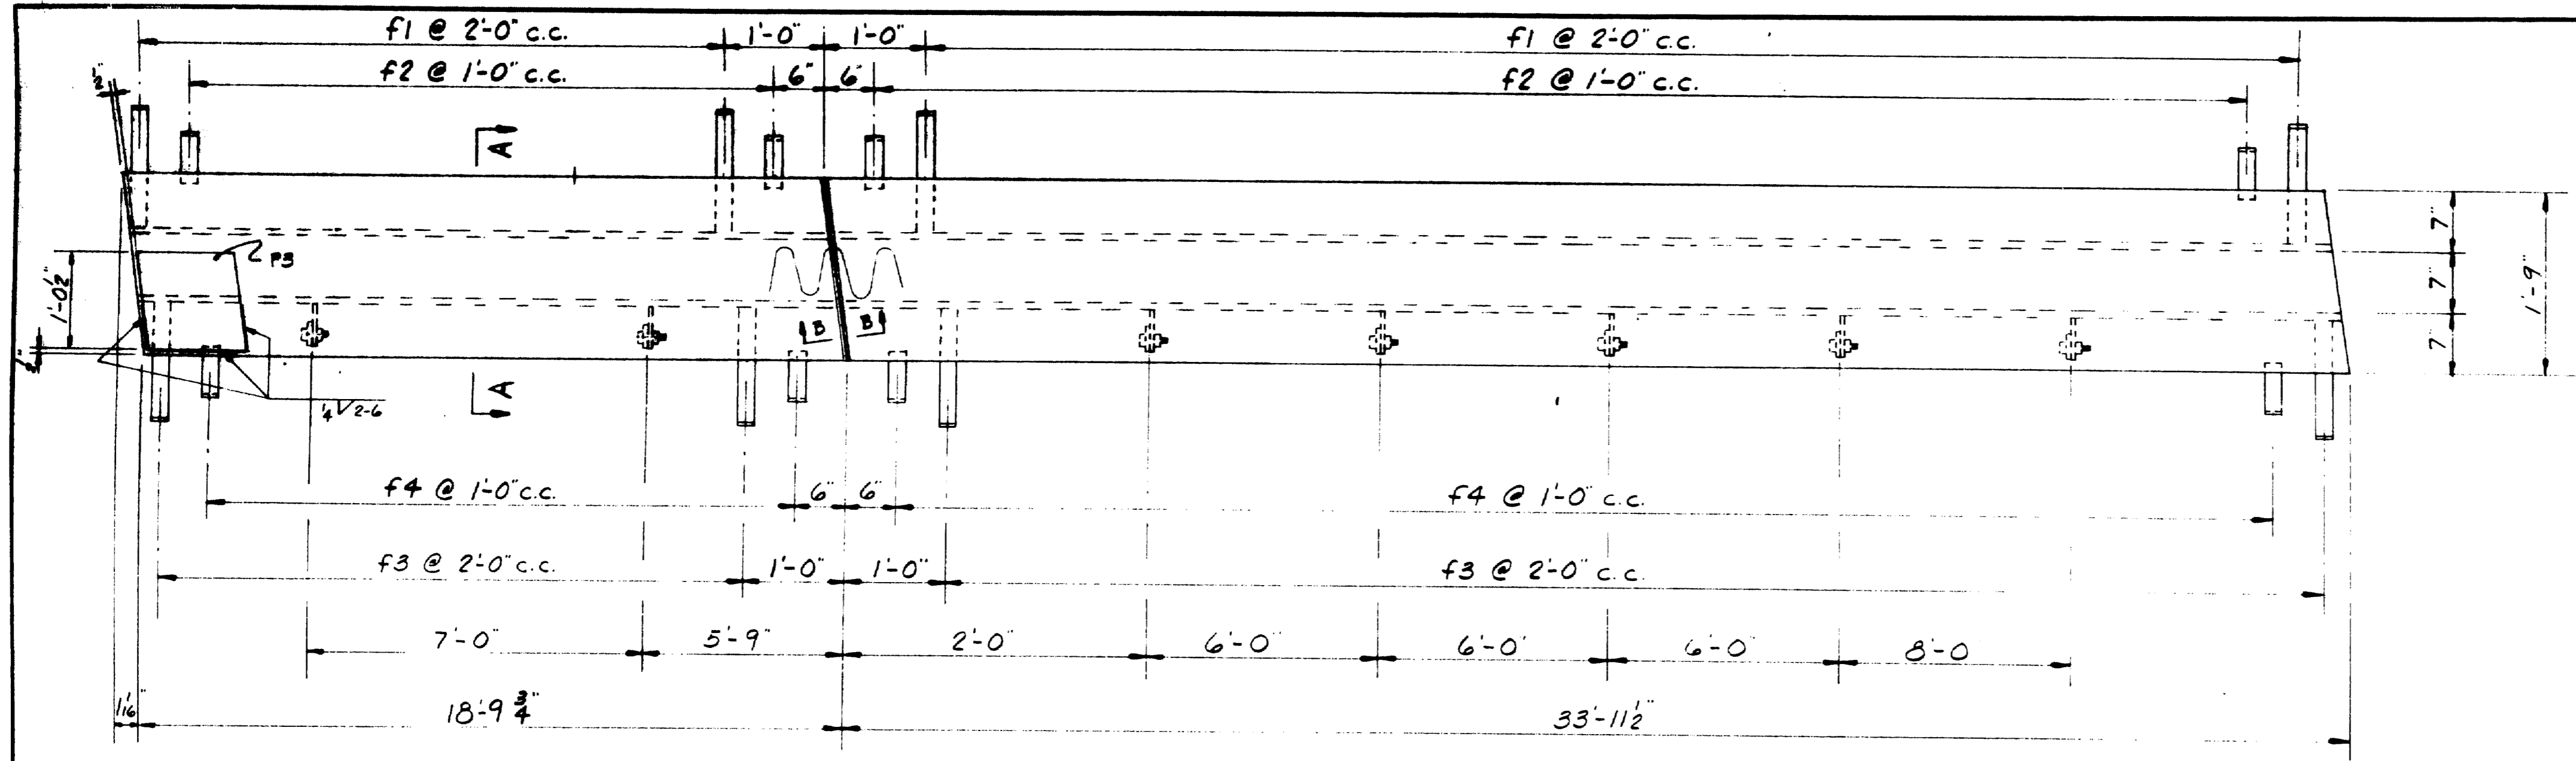 f1 @ 2'-0" c.c. 1'-0" 1'-0" f1 @ 2'-0" c.c.
f2 @ 1'-0" c.c. 6" 6" f2 @ 1'-0" c.c.
1/2"
A
P3
7"
1'-0 1/2"
7"
1'-9"
B B
7"
1/2"
A
1/4 2-6
f4 @ 1'-0" c.c. 6" 6" f4 @ 1'-0" c.c.
f3 @ 2'-0" c.c. 1'-0" 1'-0" f3 @ 2'-0" c.c.
7'-0" 5'-9" 2'-0" 6'-0" 6'-0" 6'-0" 8'-0
18'-9 3/4" 33'-11 1/2"